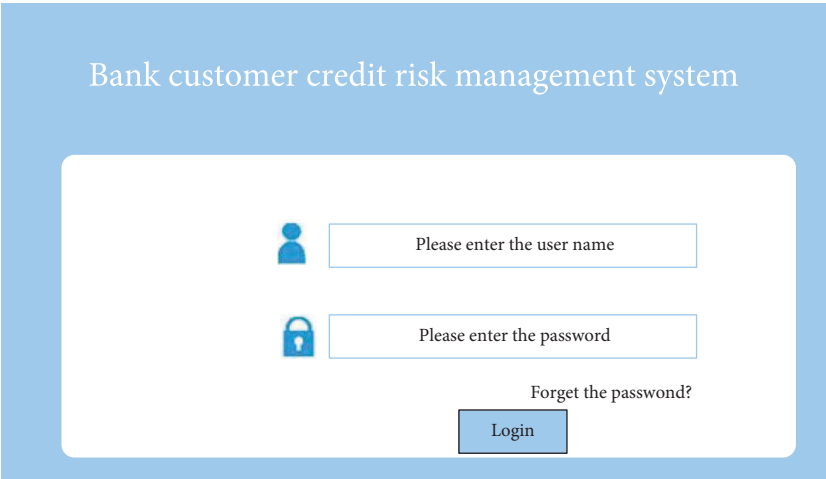 Bank customer credit risk management system
Please enter the user name
Please enter the password
Forget the passwond?
Login